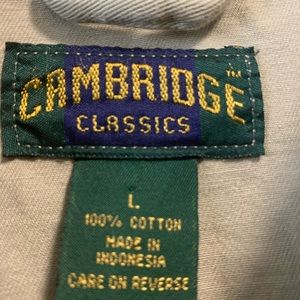 CAMBRIDGE™
CLASSICS
L
100% COTTON
MADE IN
INDONESIA
CARE ON REVERSE